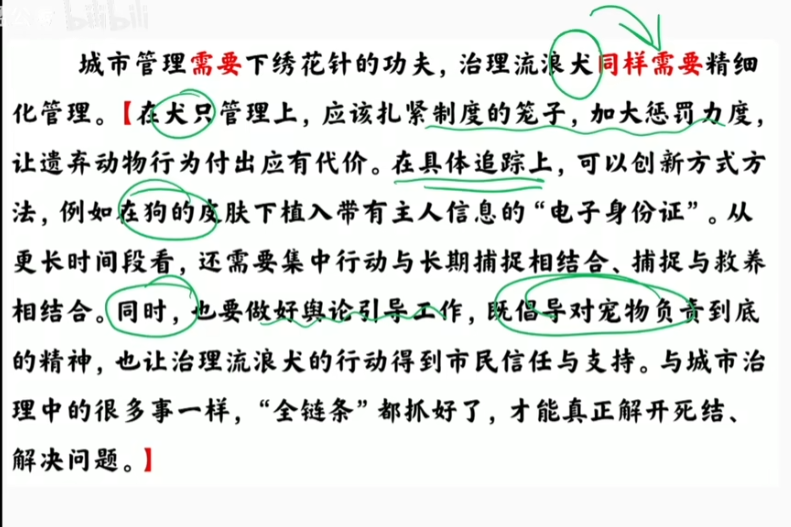 bilibili
城市管理需要下绣花针的功夫，治理流浪犬同样需要精细
化管理。【在犬只管理上，应该扎紧制度的笼子，加大惩罚力度，
让遗弃动物行为付出应有代价。在具体追踪上，可以创新方式方
法，例如在狗的皮肤下植入带有主人信息的“电子身份证”。从
更长时间段看，还需要集中行动与长期捕捉相结合、捕捉与救养
相结合。同时，也要做好舆论引导工作，既倡导对宠物负责到底
的精神，也让治理流浪犬的行动得到市民信任与支持。与城市治
理中的很多事一样，“全链条”都抓好了，才能真正解开死结、
解决问题。】